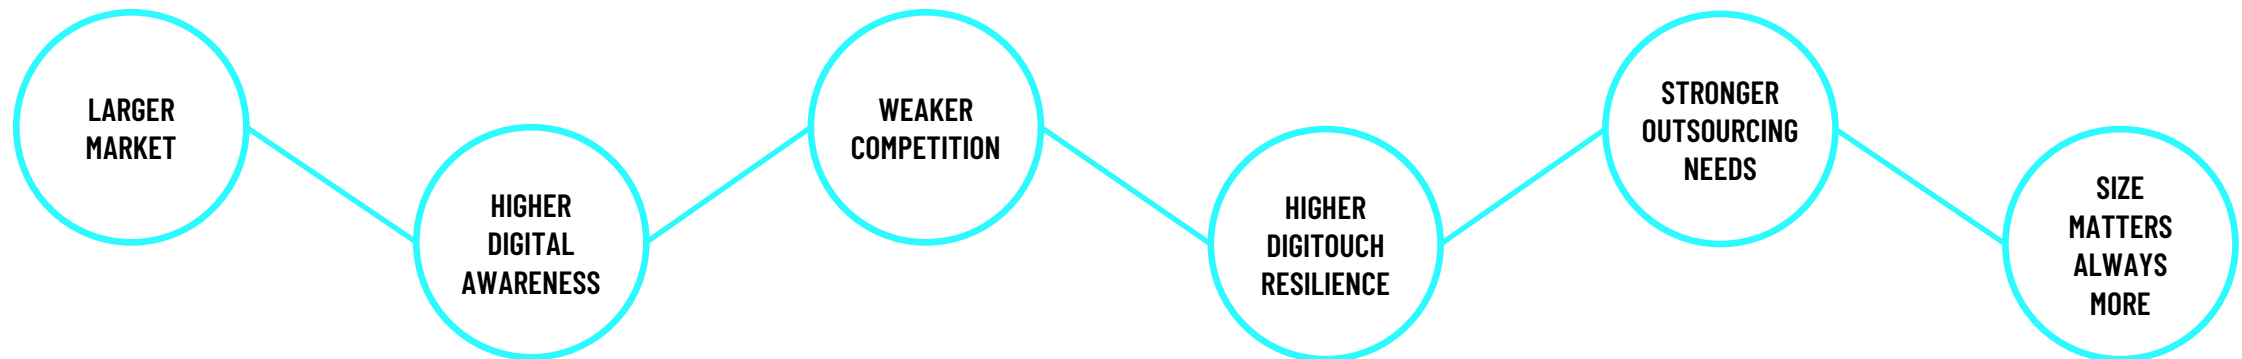 LARGER
MARKET
HIGHER
DIGITAL
AWARENESS
WEAKER
COMPETITION
HIGHER
DIGITOUCH
RESILIENCE
STRONGER
OUTSOURCING
NEEDS
SIZE
MATTERS
ALWAYS
MORE